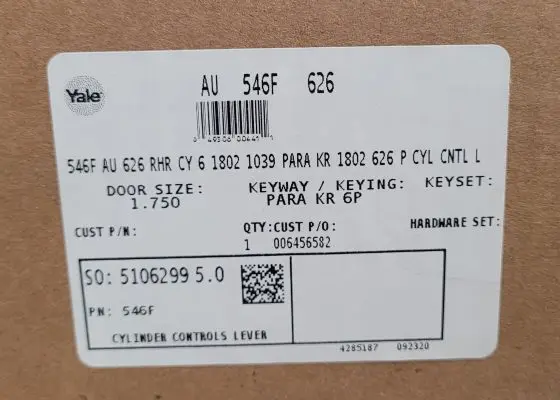 Yale
AU 546F 626
546F AU 626 RHR CY 6 1802 1039 PARA KR 1802 626 P CYL CNTL L
DOOR SIZE: KEYWAY / KEYING: KEYSET:
1.750 PARA KR 6P
CUST P/N: QTY: CUST P/O: HARDWARE SET:
1 006456582
SO: 5106299 5.0
PN: 546F
CYLINDER CONTROLS LEVER
4285187 092320